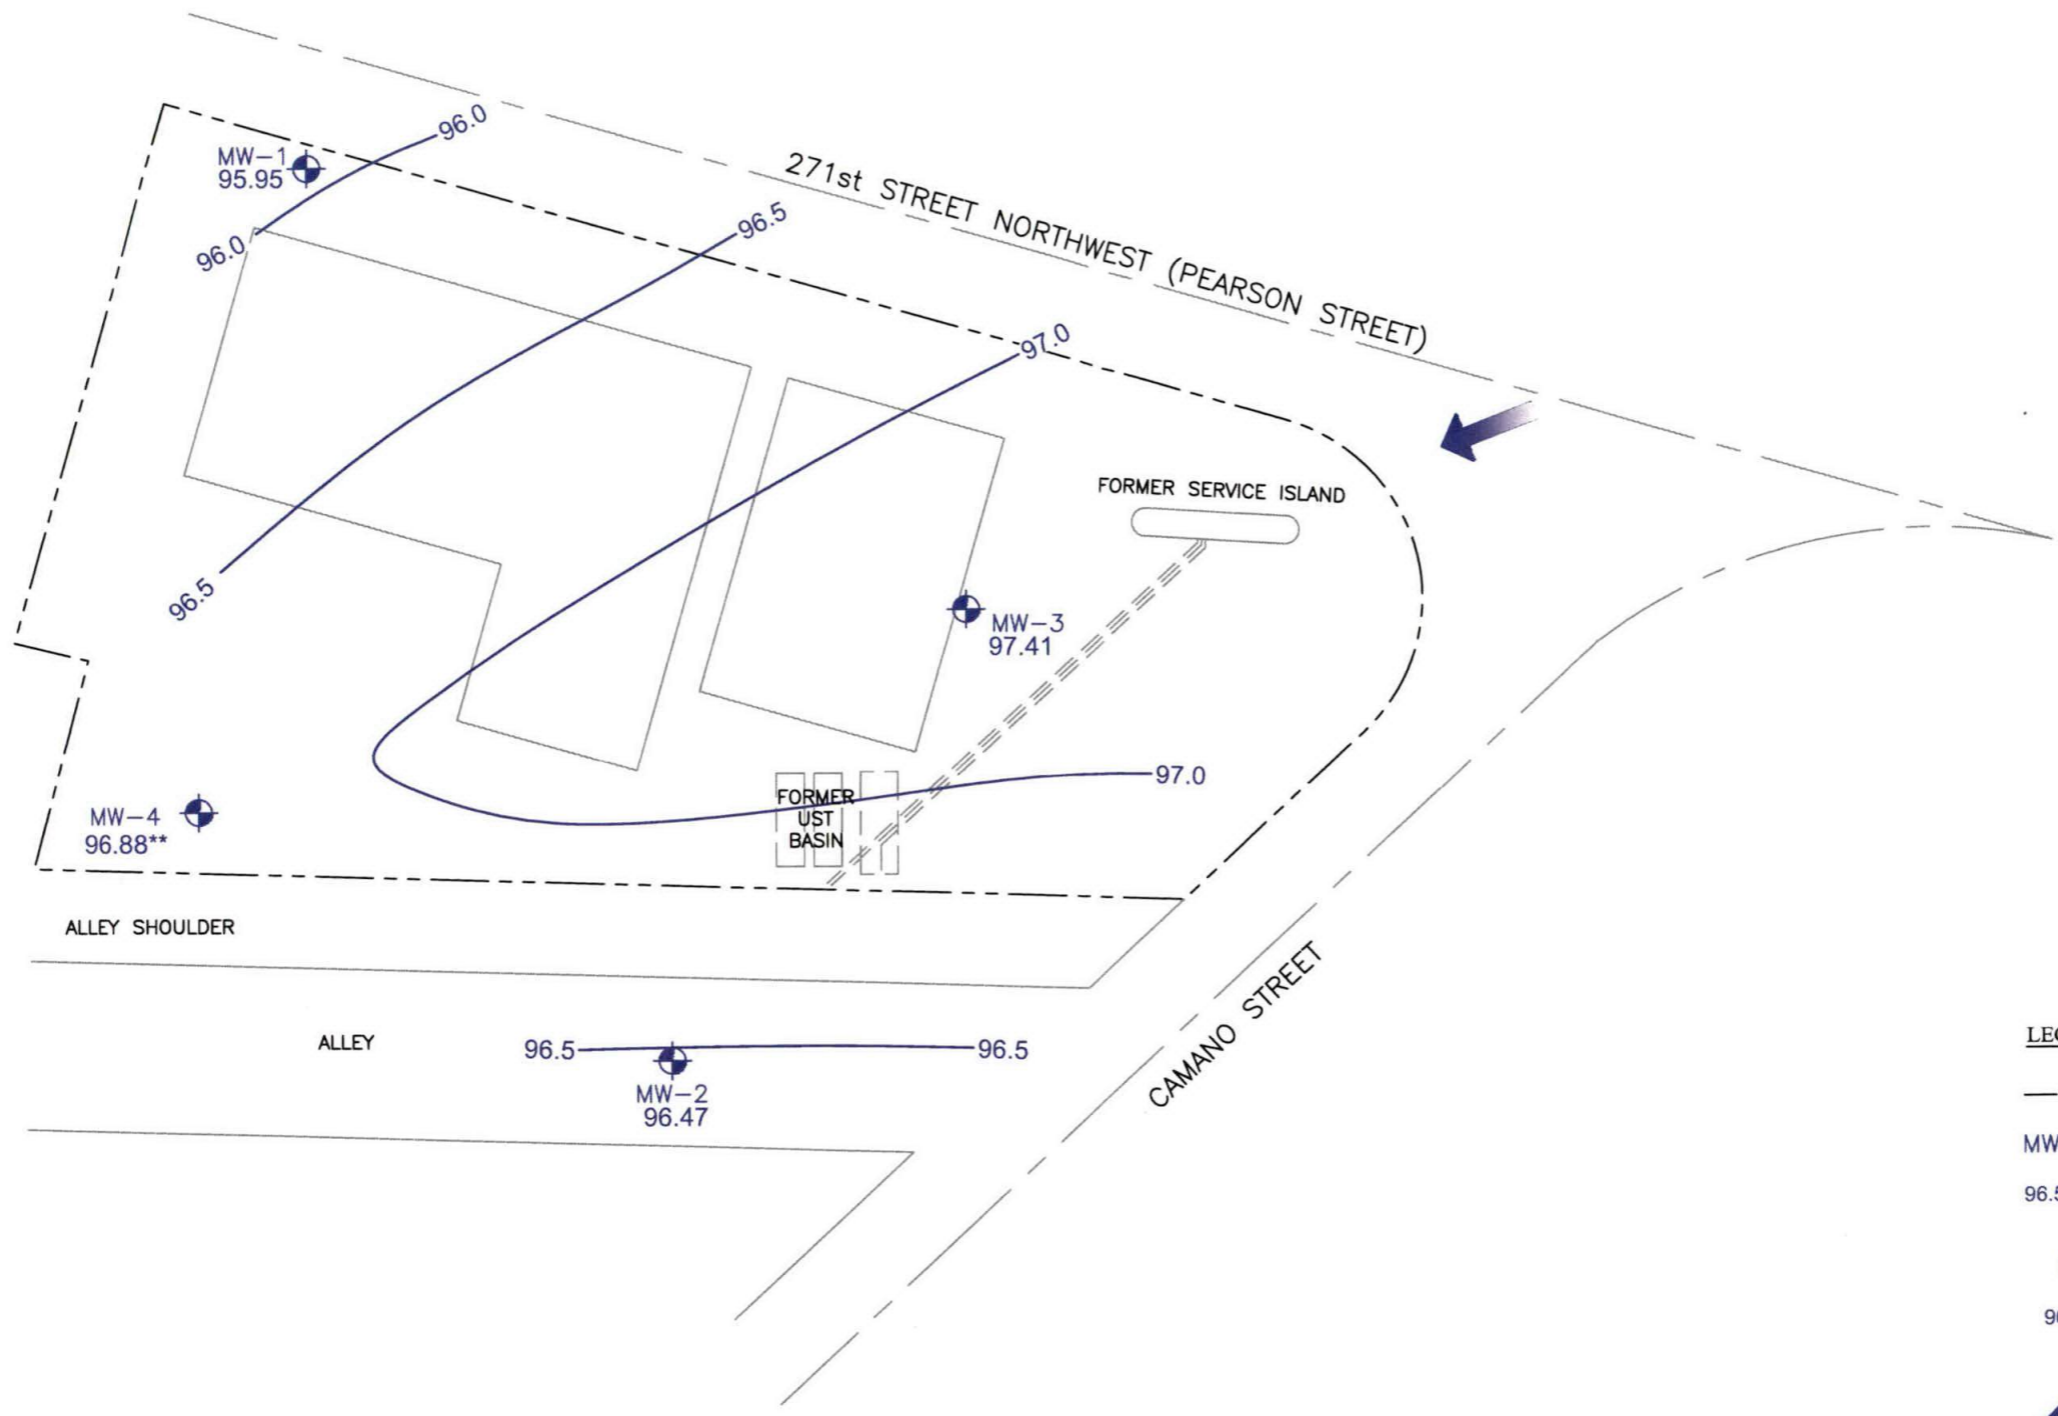 96.0
MW-1
95.95
96.0
271st STREET NORTHWEST (PEARSON STREET)
96.5
97.0
FORMER SERVICE ISLAND
96.5
MW-3
97.41
97.0
FORMER
UST
BASIN
MW-4
96.88**
ALLEY SHOULDER
CAMANO STREET
ALLEY
96.5
96.5
MW-2
96.47
MW